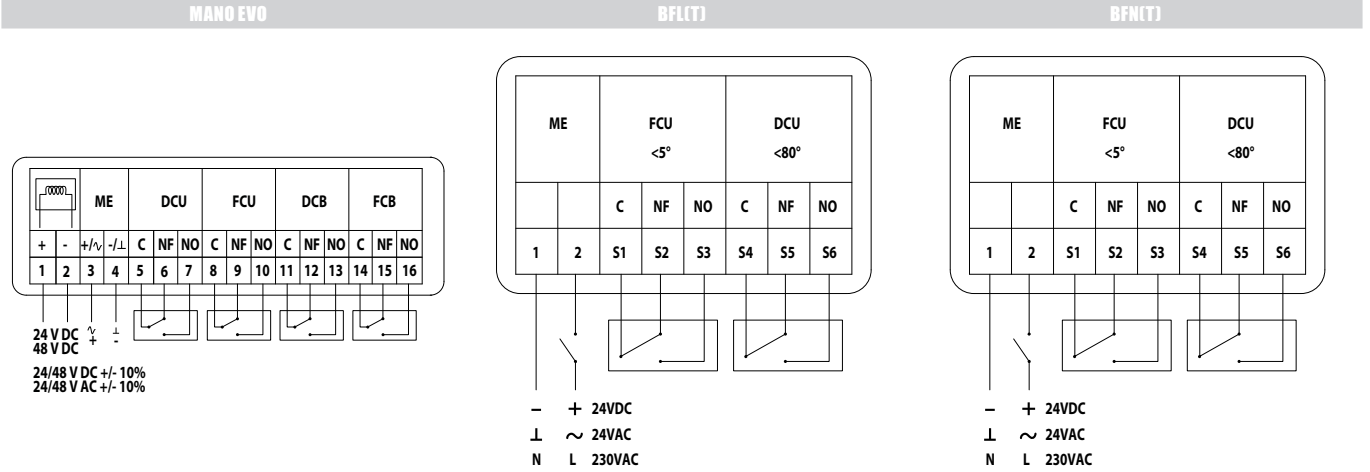 MANO EVO BFL(T) BFN(T)
ME DCU FCU DCB FCB
+ - +/∿ -/⊥ C NF NO C NF NO C NF NO C NF NO
1 2 3 4 5 6 7 8 9 10 11 12 13 14 15 16
24 V DC ∿ ⊥
48 V DC + -
24/48 V DC +/- 10%
24/48 V AC +/- 10%
ME FCU DCU
<5° <80°
C NF NO C NF NO
1 2 S1 S2 S3 S4 S5 S6
− + 24VDC
⊥ ~ 24VAC
N L 230VAC
ME FCU DCU
<5° <80°
C NF NO C NF NO
1 2 S1 S2 S3 S4 S5 S6
− + 24VDC
⊥ ~ 24VAC
N L 230VAC